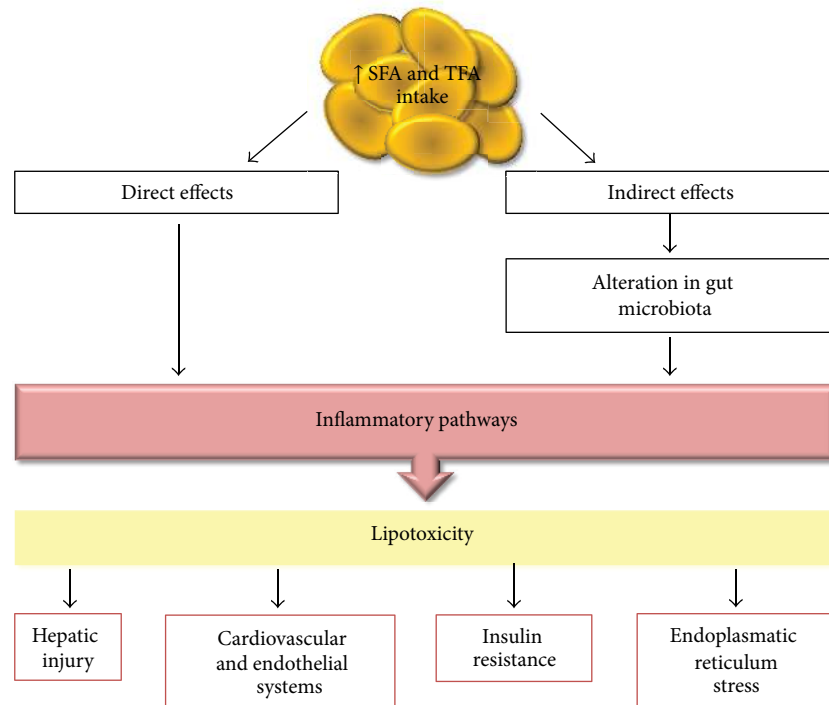 ↑ SFA and TFA
intake
Direct effects
Indirect effects
Alteration in gut
microbiota
Inflammatory pathways
Lipotoxicity
Hepatic
injury
Cardiovascular
and endothelial
systems
Insulin
resistance
Endoplasmatic
reticulum
stress